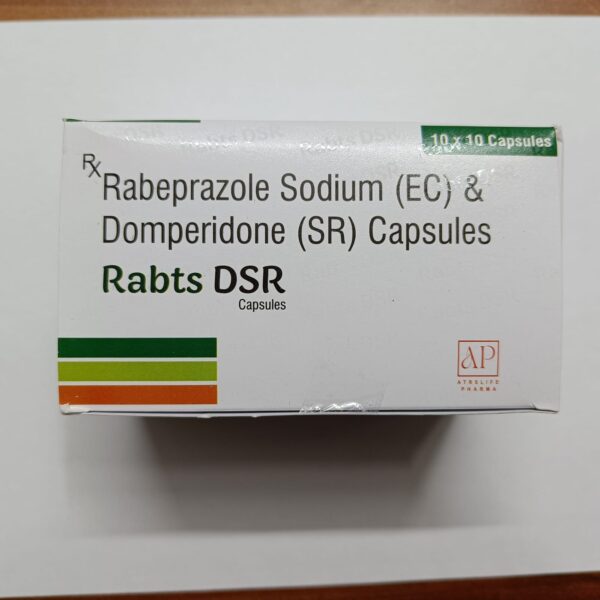 10 x 10 Capsules
Rx Rabeprazole Sodium (EC) &
Domperidone (SR) Capsules
Rabts DSR
Capsules
AP
ATRELIFE
PHARMA